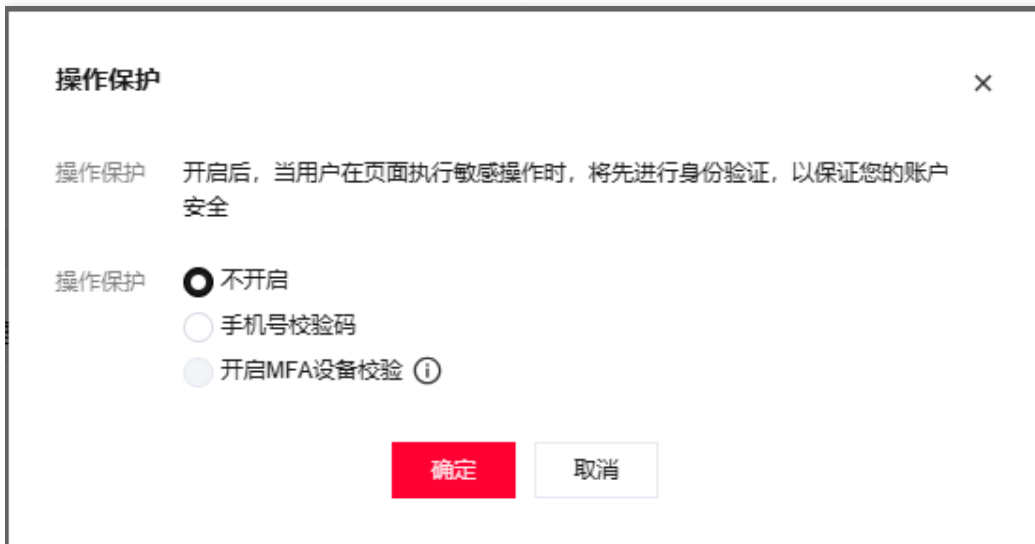 操作保护
操作保护 开启后，当用户在页面执行敏感操作时，将先进行身份验证，以保证您的账户
安全
操作保护 不开启
手机号校验码
开启MFA设备校验
确定 取消